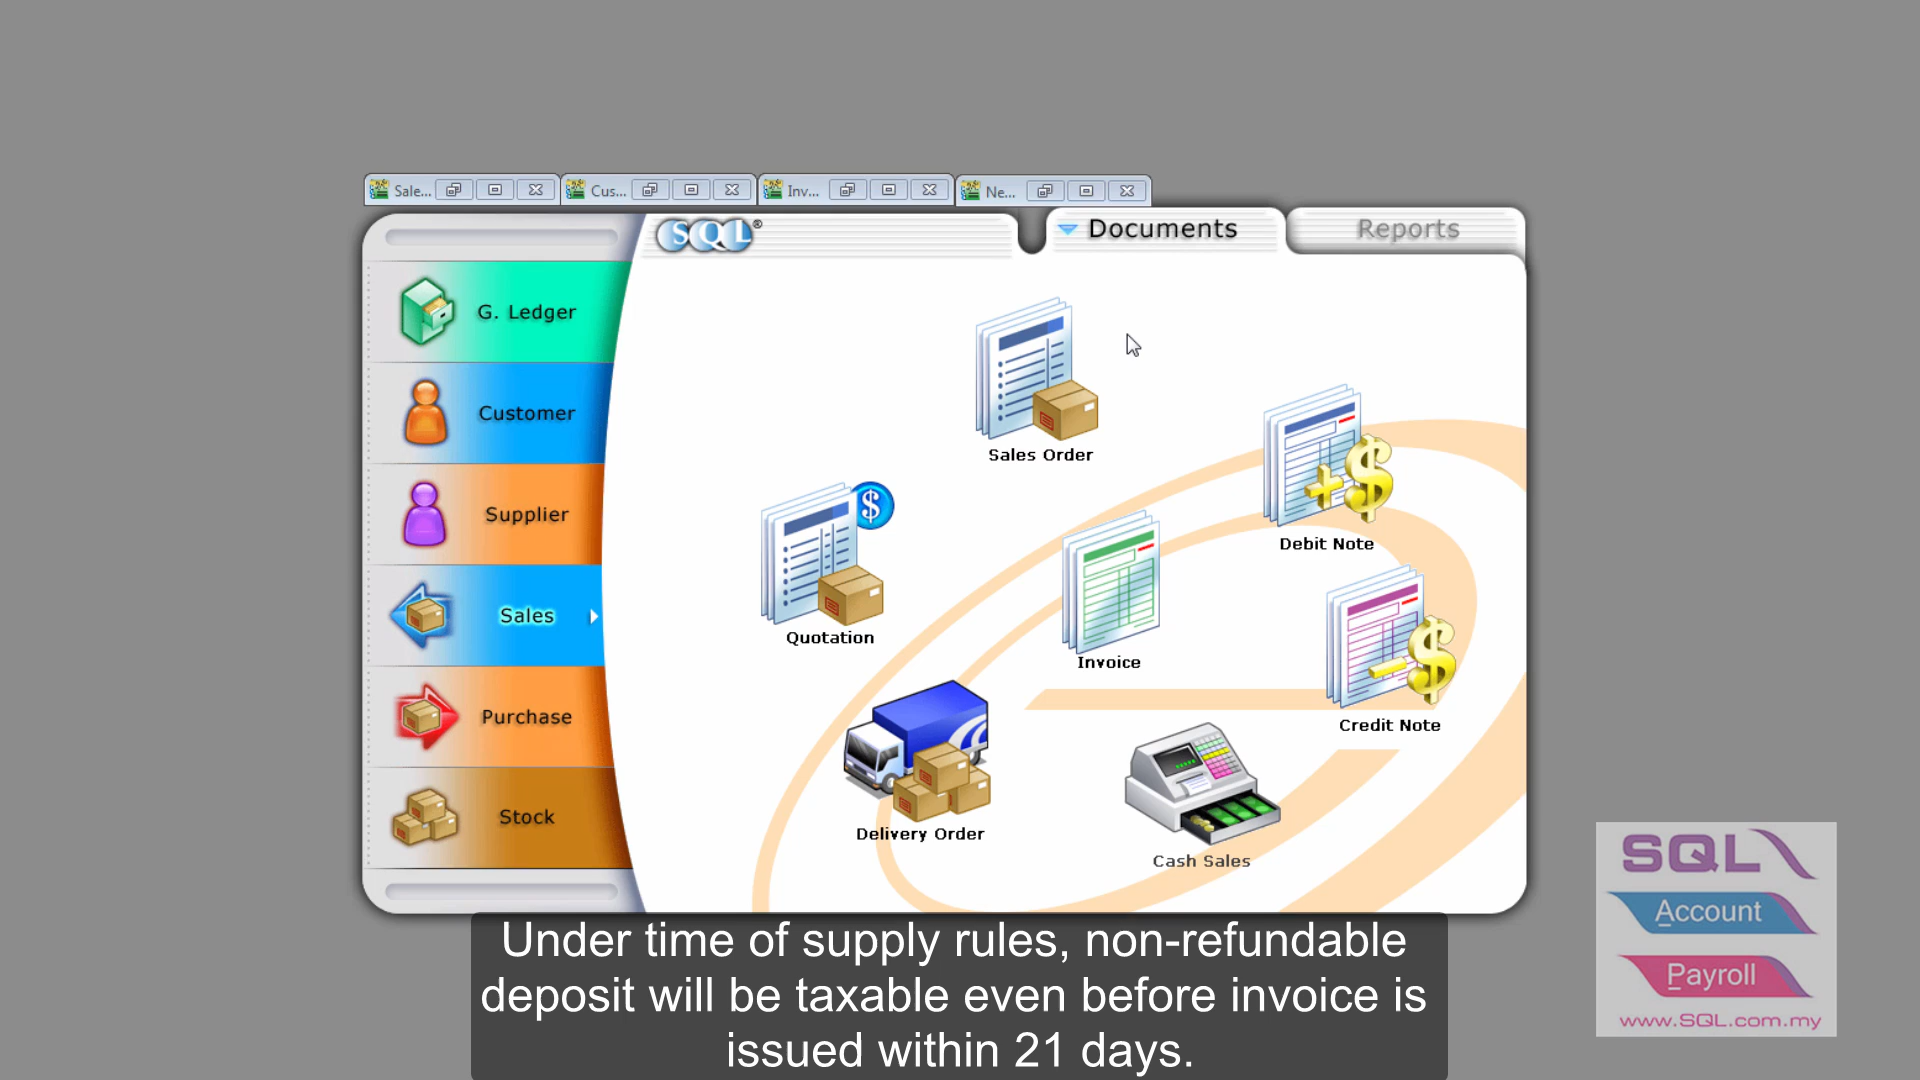 Sale...
Cus...
Inv...
Ne...
SQL®
Documents
Reports
G. Ledger
Customer
Supplier
Sales
Purchase
Stock
Sales Order
Debit Note
Quotation
Invoice
Credit Note
Delivery Order
Cash Sales
Under time of supply rules, non-refundable
deposit will be taxable even before invoice is
issued within 21 days.
SQL
Account
Payroll
www.SQL.com.my